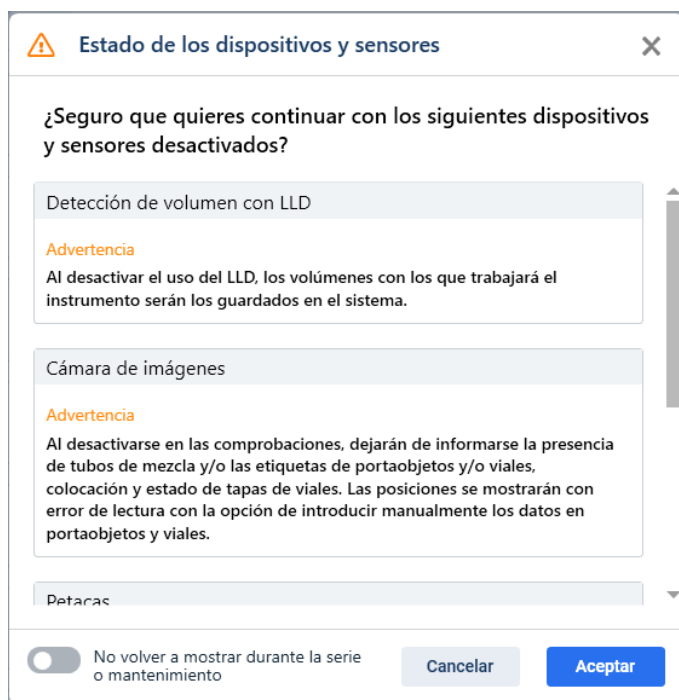 Estado de los dispositivos y sensores
¿Seguro que quieres continuar con los siguientes dispositivos
y sensores desactivados?
Detección de volumen con LLD
Advertencia
Al desactivar el uso del LLD, los volúmenes con los que trabajará el
instrumento serán los guardados en el sistema.
Cámara de imágenes
Advertencia
Al desactivarse en las comprobaciones, dejarán de informarse la presencia
de tubos de mezcla y/o las etiquetas de portaobjetos y/o viales,
colocación y estado de tapas de viales. Las posiciones se mostrarán con
error de lectura con la opción de introducir manualmente los datos en
portaobjetos y viales.
Petacas
No volver a mostrar durante la serie
o mantenimiento
Cancelar
Aceptar